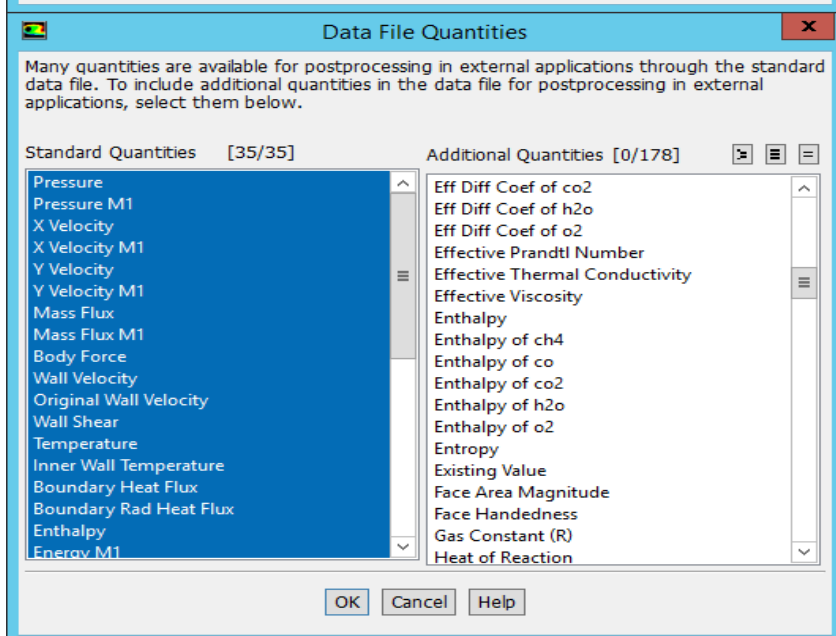 Data File Quantities
Many quantities are available for postprocessing in external applications through the standard
data file. To include additional quantities in the data file for postprocessing in external
applications, select them below.
Standard Quantities [35/35]
Pressure
Pressure M1
X Velocity
X Velocity M1
Y Velocity
Y Velocity M1
Mass Flux
Mass Flux M1
Body Force
Wall Velocity
Original Wall Velocity
Wall Shear
Temperature
Inner Wall Temperature
Boundary Heat Flux
Boundary Rad Heat Flux
Enthalpy
Energy M1
Additional Quantities [0/178]
Eff Diff Coef of co2
Eff Diff Coef of h2o
Eff Diff Coef of o2
Effective Prandtl Number
Effective Thermal Conductivity
Effective Viscosity
Enthalpy
Enthalpy of ch4
Enthalpy of co
Enthalpy of co2
Enthalpy of h2o
Enthalpy of o2
Entropy
Existing Value
Face Area Magnitude
Face Handedness
Gas Constant (R)
Heat of Reaction
OK Cancel Help